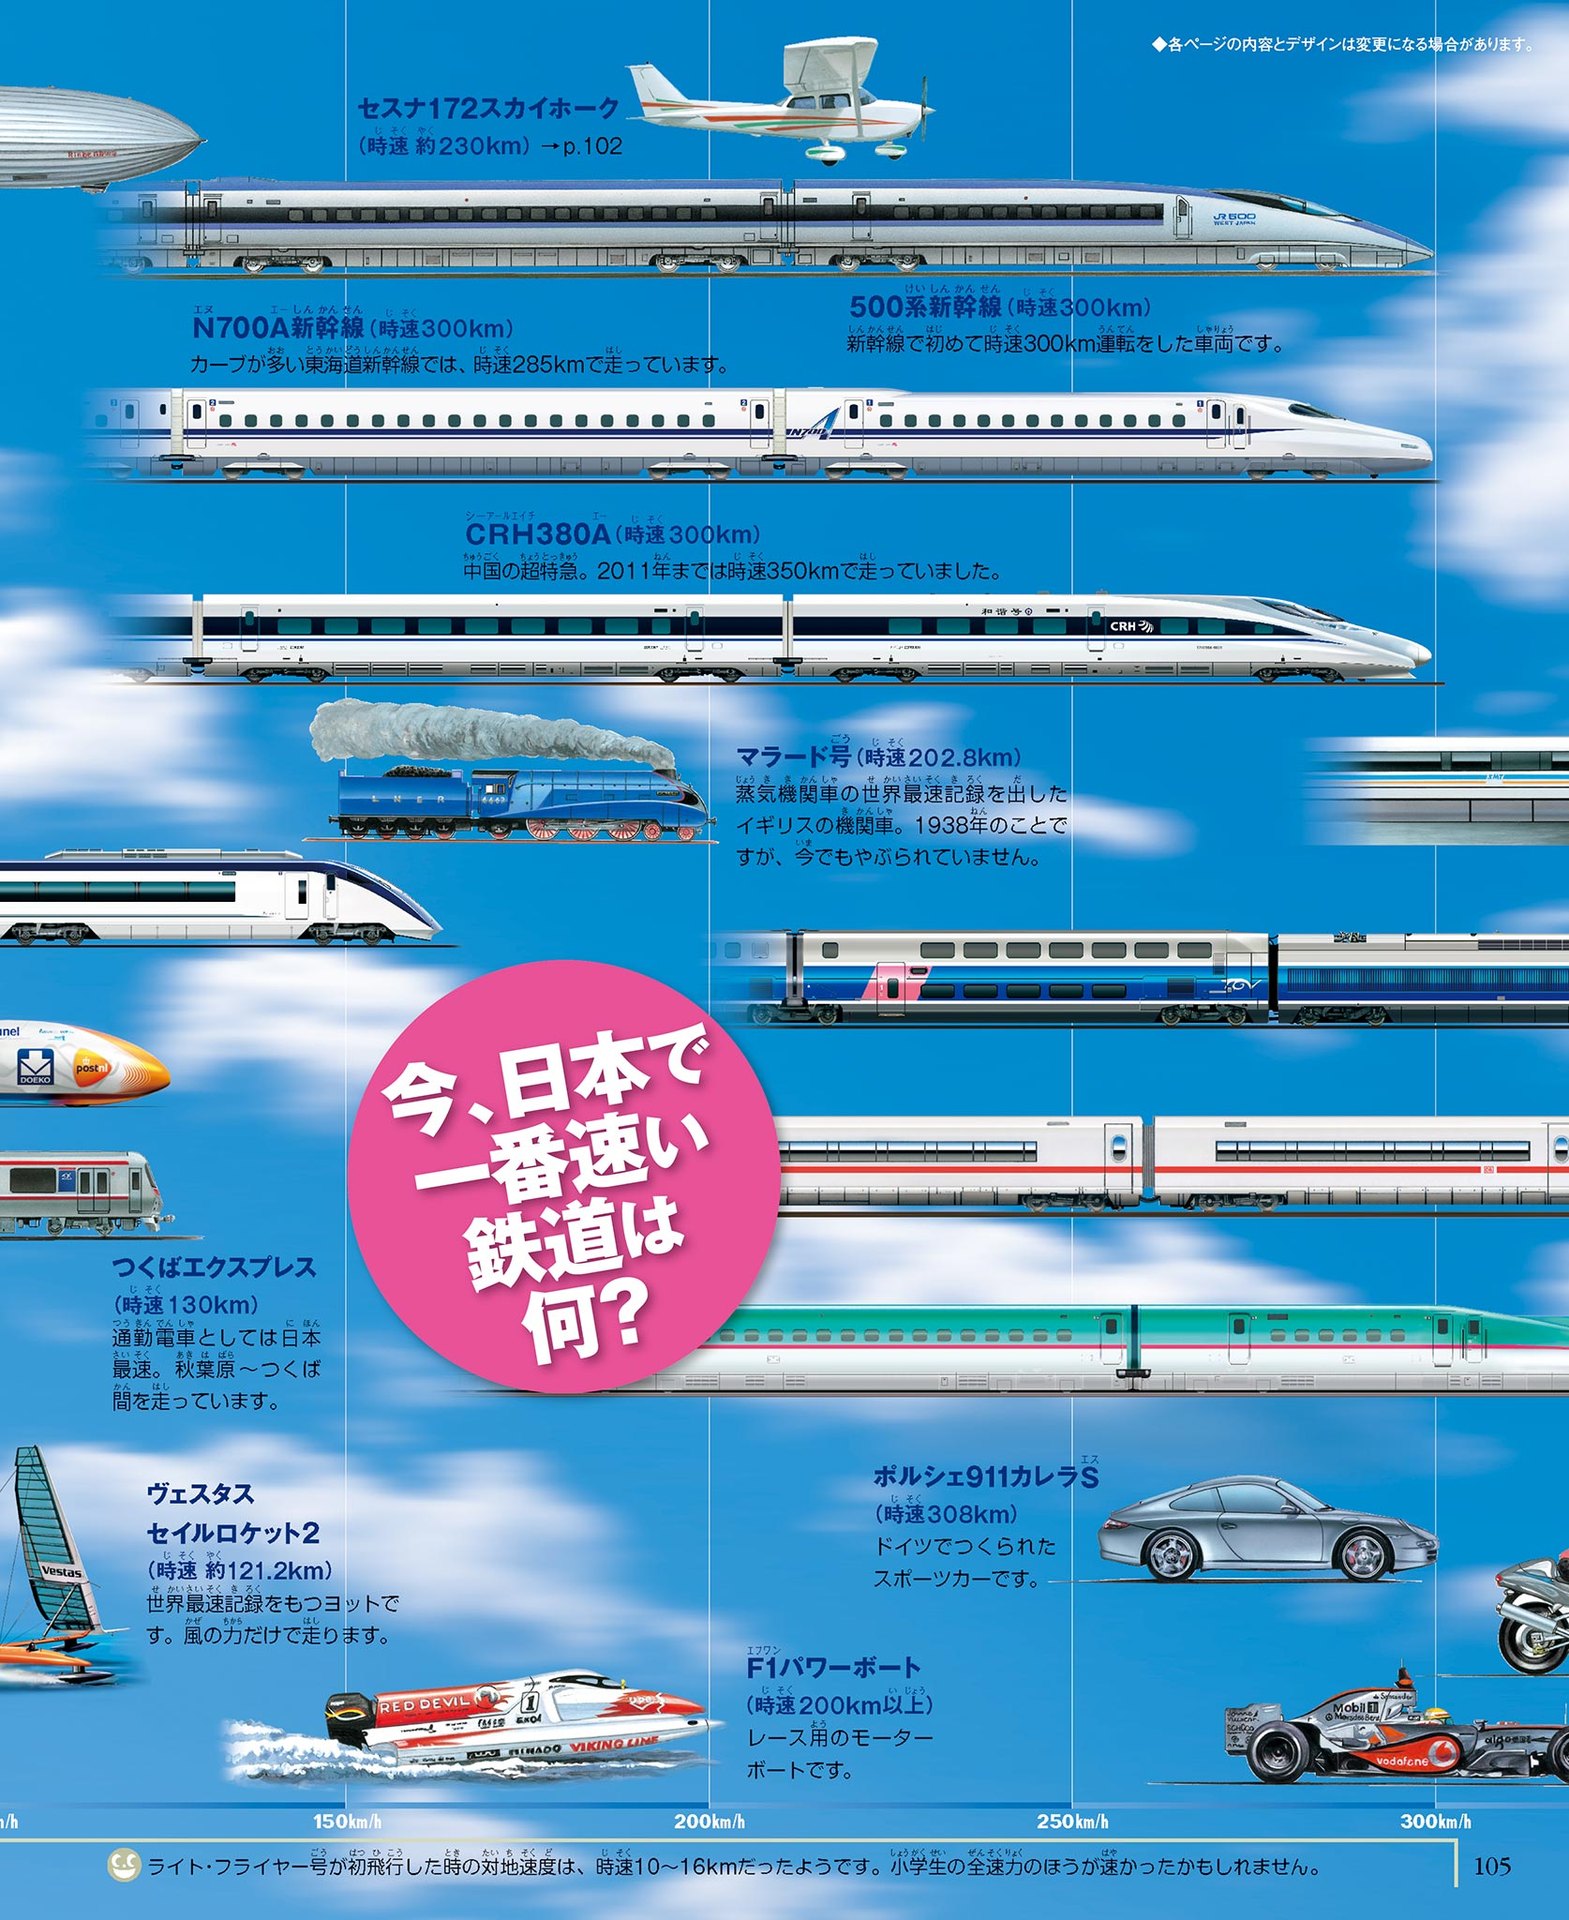 ◆各ページの内容とデザインは変更になる場合があります。
セスナ172スカイホーク
(時速 約230km) →p.102
JR500
WEST JAPAN
500系新幹線(時速300km)
新幹線で初めて時速300km運転をした車両です。
N700A新幹線(時速300km)
カーブが多い東海道新幹線では、時速285kmで走っています。
N700A
CRH380A(時速300km)
中国の超特急。2011年までは時速350kmで走っていました。
和谐号
CRH
マラード号(時速202.8km)
蒸気機関車の世界最速記録を出した
イギリスの機関車。1938年のことで
すが、今でもやぶられていません。
LNER
TGV
DOEKO
postnl
今、日本で
一番速い
鉄道は
何?
つくばエクスプレス
(時速130km)
通勤電車としては日本
最速。秋葉原〜つくば
間を走っています。
ヴェスタス
セイルロケット2
(時速 約121.2km)
世界最速記録をもつヨットで
す。風の力だけで走ります。
Vestas
ポルシェ911カレラS
(時速308km)
ドイツでつくられた
スポーツカーです。
F1パワーボート
(時速200km以上)
レース用のモーター
ボートです。
RED DEVIL
1
VIKING LINE
Mobil 1
vodafone
150km/h
200km/h
250km/h
300km/h
ライト・フライヤー号が初飛行した時の対地速度は、時速10〜16kmだったようです。小学生の全速力のほうが速かったかもしれません。
105